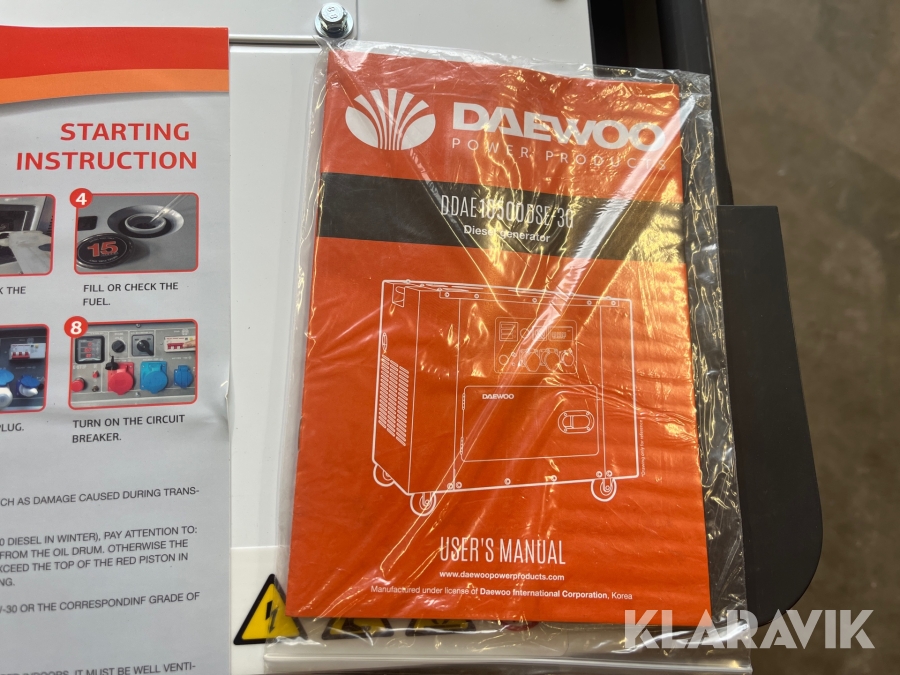 STARTING
INSTRUCTION
4
15
K THE
FILL OR CHECK THE
FUEL.
8
PLUG.
TURN ON THE CIRCUIT
BREAKER.
CH AS DAMAGE CAUSED DURING TRANS-
0 DIESEL IN WINTER), PAY ATTENTION TO:
FROM THE OIL DRUM. OTHERWISE THE
XCEED THE TOP OF THE RED PISTON IN
NG.
-30 OR THE CORRESPONDINF GRADE OF
IT MUST BE WELL VENTI-
DAEWOO
POWER PRODUCTS
Diesel generator
DAEWOO
USER'S MANUAL
www.daewoopowerpfoducts.com
Manufactured under license of Daewoo International Corporation, Korea
KLARAVIK